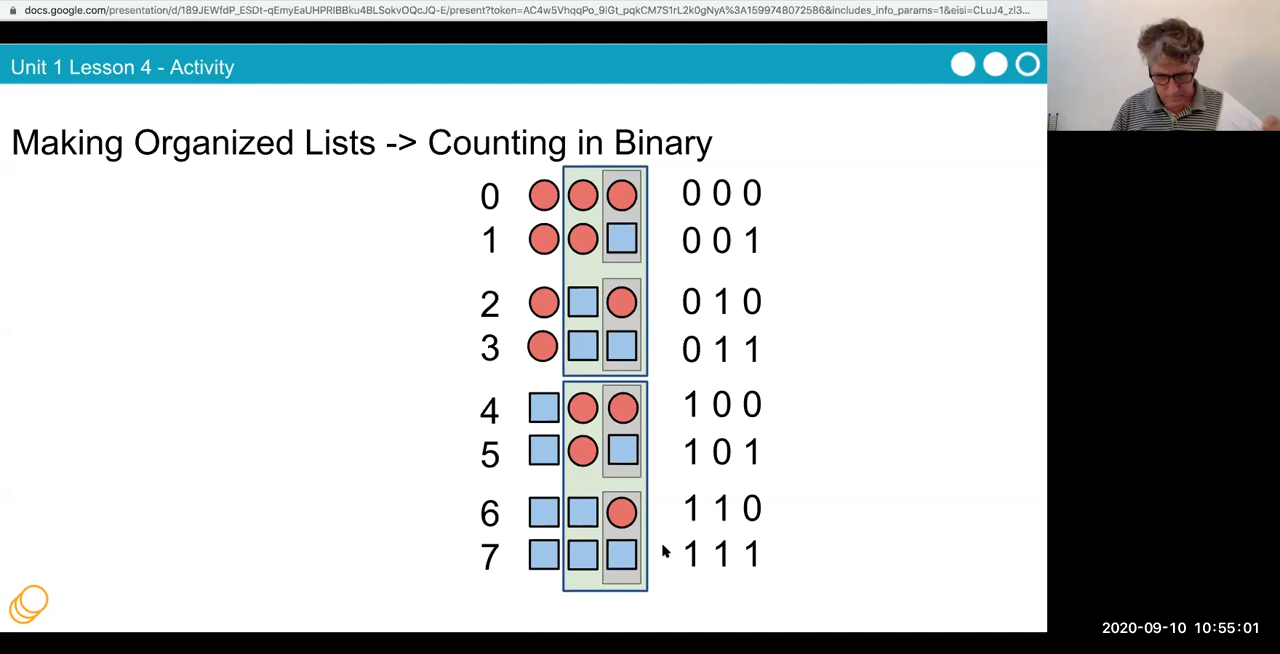 docs.google.com/presentation/d/189JEWfdP_ESDt-qEmyEaUHPRIBBku4BLSokvOQcJQ-E/present?token=AC4w5VhqqPo_9IGt_pqkCM7S1rL2k0gNyA%3A1599748072586&includes_info_params=1&eisi=CLuJ4_zI3...
Unit 1 Lesson 4 - Activity
Making Organized Lists -> Counting in Binary
0 0 0 0
1 0 0 1
2 0 1 0
3 0 1 1
4 1 0 0
5 1 0 1
6 1 1 0
7 1 1 1
2020-09-10 10:55:01